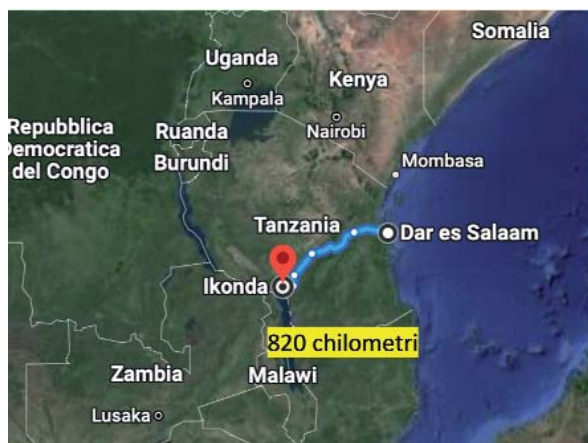 Somalia
Uganda
Kampala
Kenya
Repubblica
Democratica
del Congo
Ruanda
Nairobi
Burundi
Mombasa
Tanzania
Dar es Salaam
Ikonda
820 chilometri
Zambia
Malawi
Lusaka